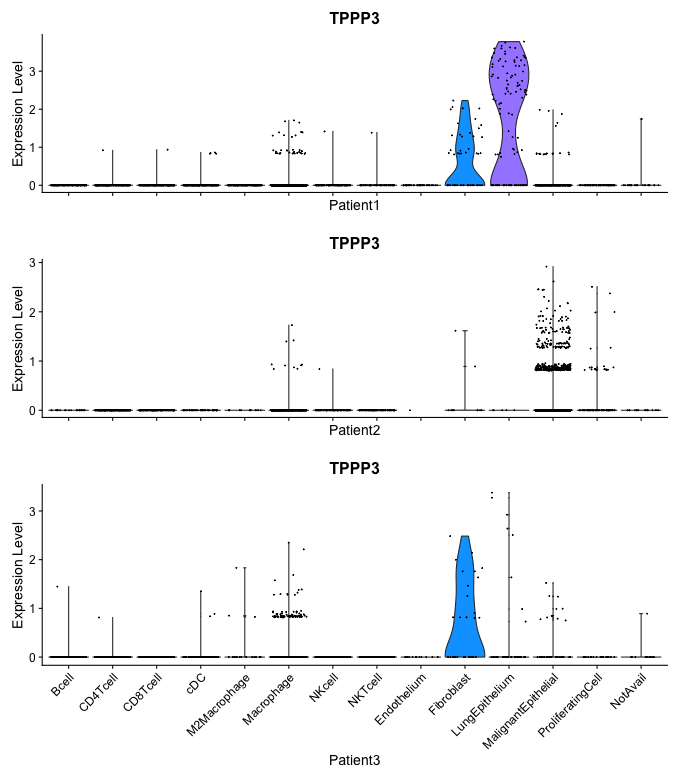 TPPP3
Expression Level
3
2
1
0
Patient1
TPPP3
Expression Level
3
2
1
0
Patient2
TPPP3
Expression Level
3
2
1
0
Bcell
CD4Tcell
CD8Tcell
cDC
M2Macrophage
Macrophage
NKcell
NKTcell
Endothelium
Fibroblast
LungEpithelium
MalignantEpithelial
ProliferatingCell
NotAvail
Patient3